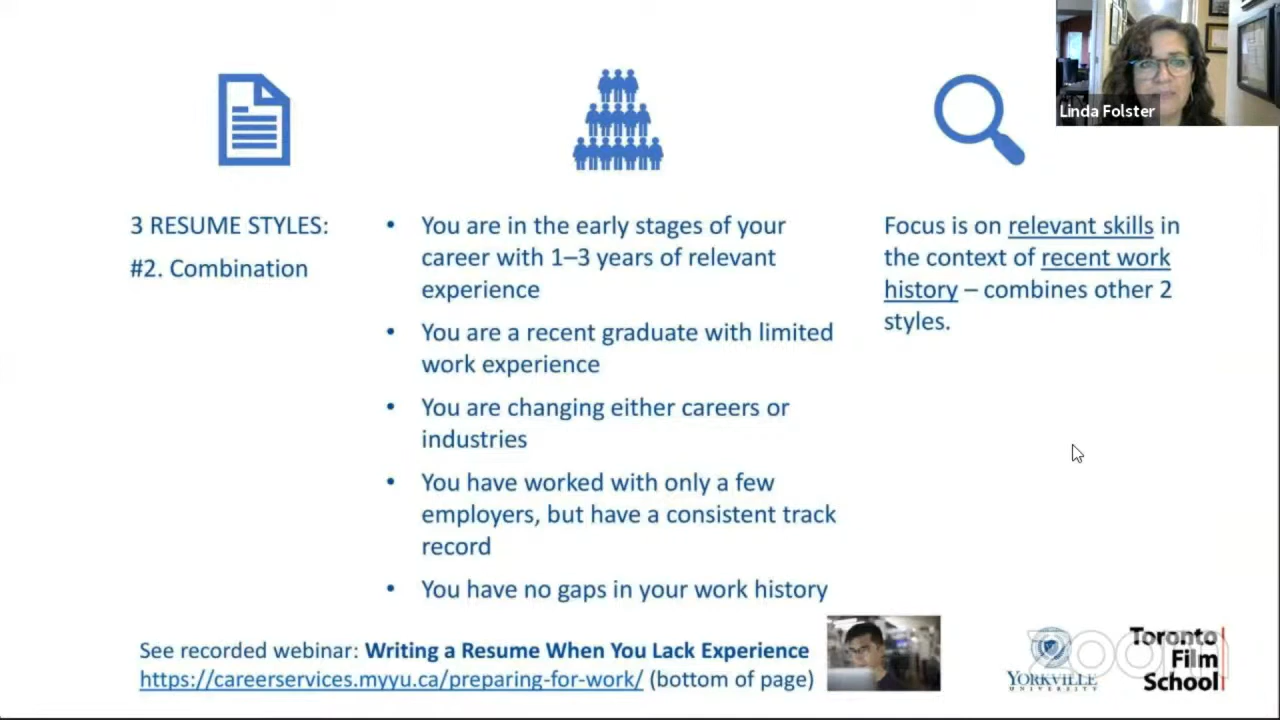 Linda Folster
3 RESUME STYLES:
#2. Combination
• You are in the early stages of your
career with 1–3 years of relevant
experience
• You are a recent graduate with limited
work experience
• You are changing either careers or
industries
• You have worked with only a few
employers, but have a consistent track
record
• You have no gaps in your work history
Focus is on relevant skills in
the context of recent work
history – combines other 2
styles.
See recorded webinar: Writing a Resume When You Lack Experience
https://careerservices.myyu.ca/preparing-for-work/ (bottom of page)
YORKVILLE
UNIVERSITY
zoom
Toronto
Film
School